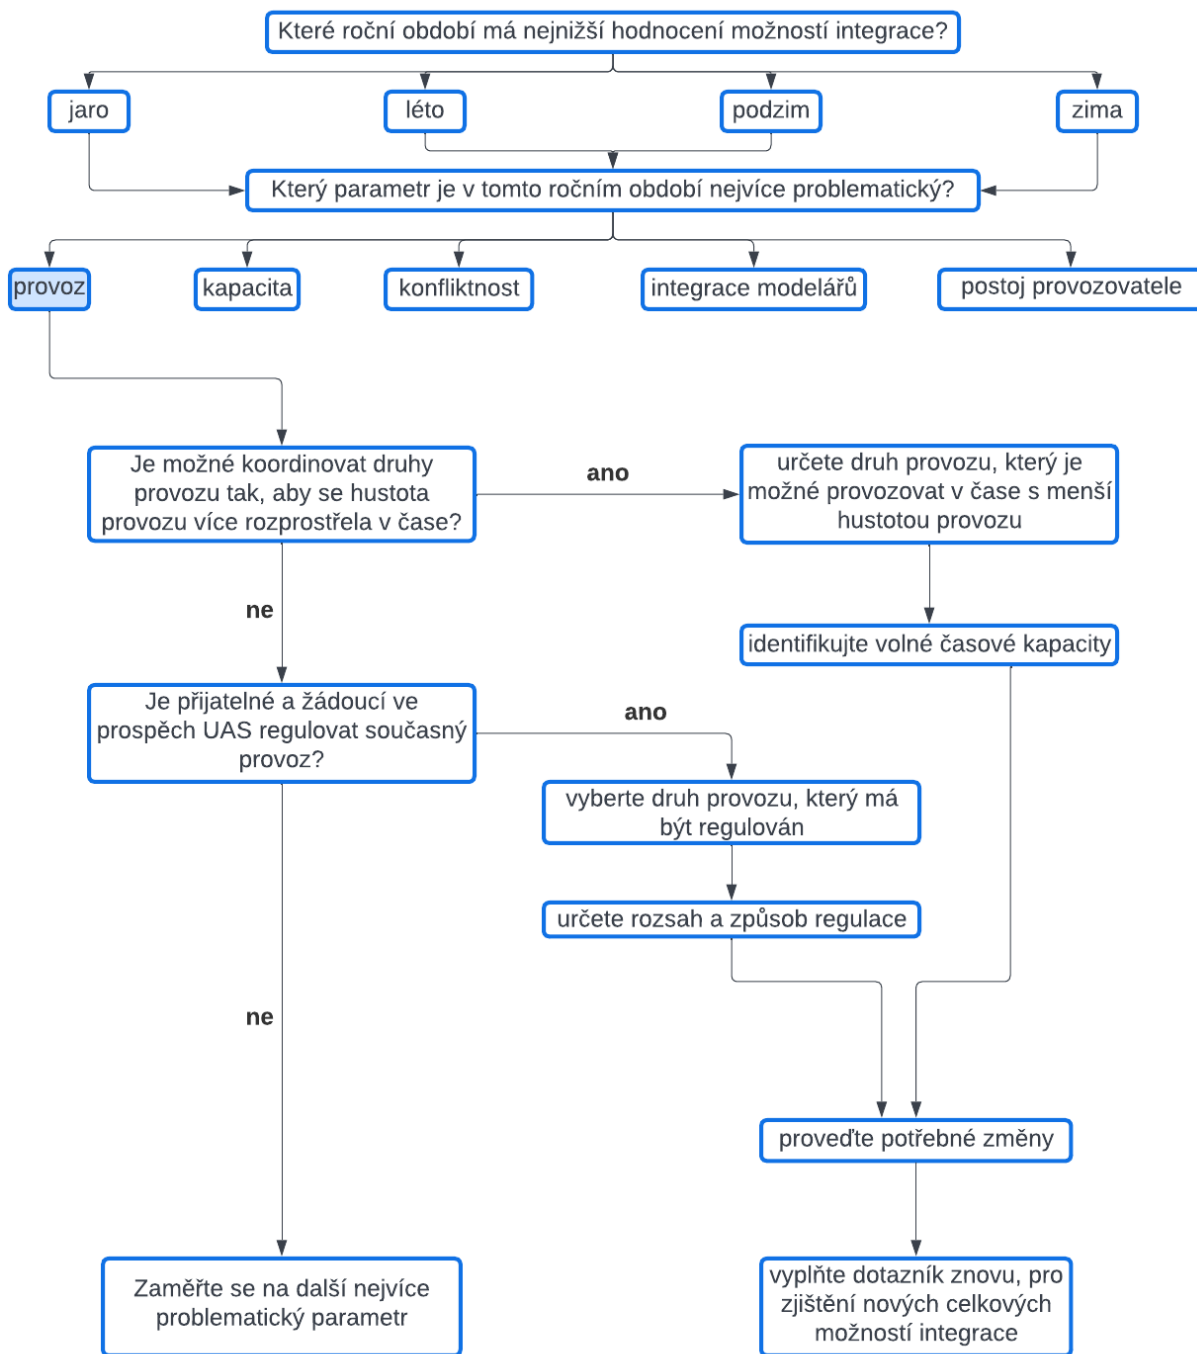 Které roční období má nejnižší hodnocení možností integrace?
jaro
léto
podzim
zima
Který parametr je v tomto ročním období nejvíce problematický?
provoz
kapacita
konfliktnost
integrace modelářů
postoj provozovatele
Je možné koordinovat druhy
provozu tak, aby se hustota
provozu více rozprostřela v čase?
ano
určete druh provozu, který je
možné provozovat v čase s menší
hustotou provozu
ne
identifikujte volné časové kapacity
Je přijatelné a žádoucí ve
prospěch UAS regulovat současný
provoz?
ano
vyberte druh provozu, který má
být regulován
určete rozsah a způsob regulace
ne
proveďte potřebné změny
Zaměřte se na další nejvíce
problematický parametr
vyplňte dotazník znovu, pro
zjištění nových celkových
možností integrace